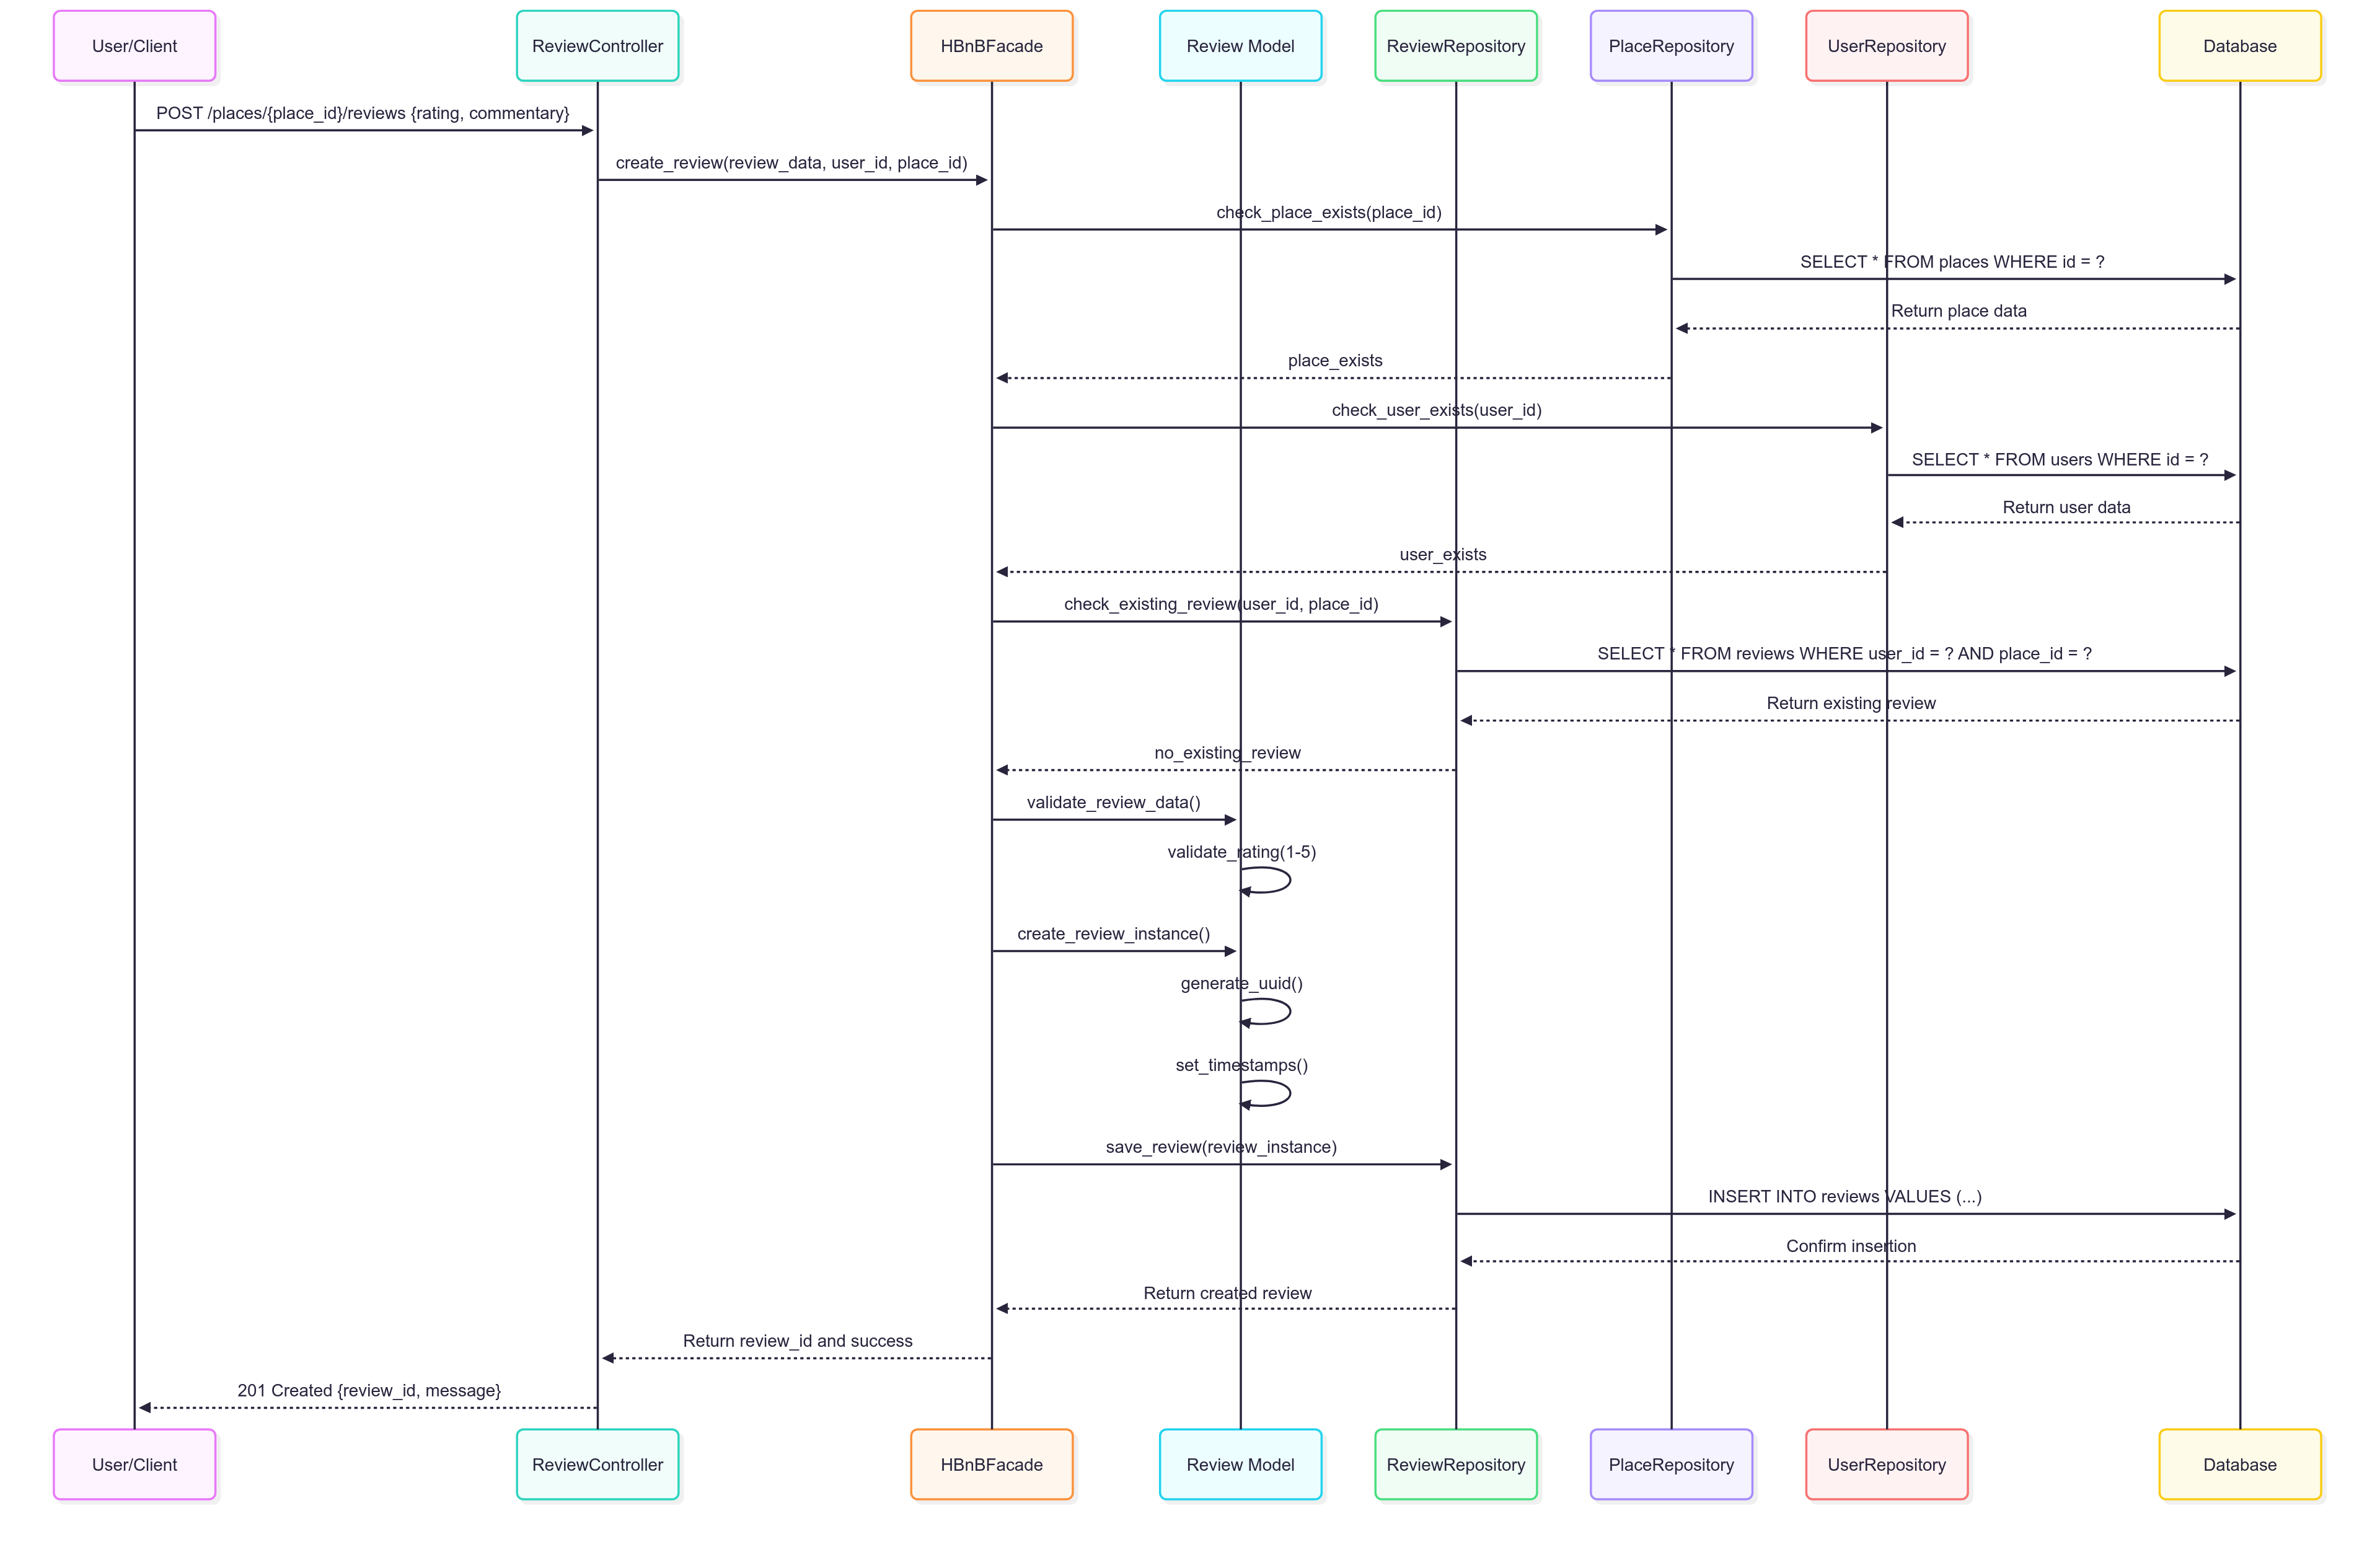 User/Client
ReviewController
HBnBFacade
Review Model
ReviewRepository
PlaceRepository
UserRepository
Database
POST /places/{place_id}/reviews {rating, commentary}
create_review(review_data, user_id, place_id)
check_place_exists(place_id)
SELECT * FROM places WHERE id = ?
Return place data
place_exists
check_user_exists(user_id)
SELECT * FROM users WHERE id = ?
Return user data
user_exists
check_existing_review(user_id, place_id)
SELECT * FROM reviews WHERE user_id = ? AND place_id = ?
Return existing review
no_existing_review
validate_review_data()
validate_rating(1-5)
create_review_instance()
generate_uuid()
set_timestamps()
save_review(review_instance)
INSERT INTO reviews VALUES (...)
Confirm insertion
Return created review
Return review_id and success
201 Created {review_id, message}
User/Client
ReviewController
HBnBFacade
Review Model
ReviewRepository
PlaceRepository
UserRepository
Database